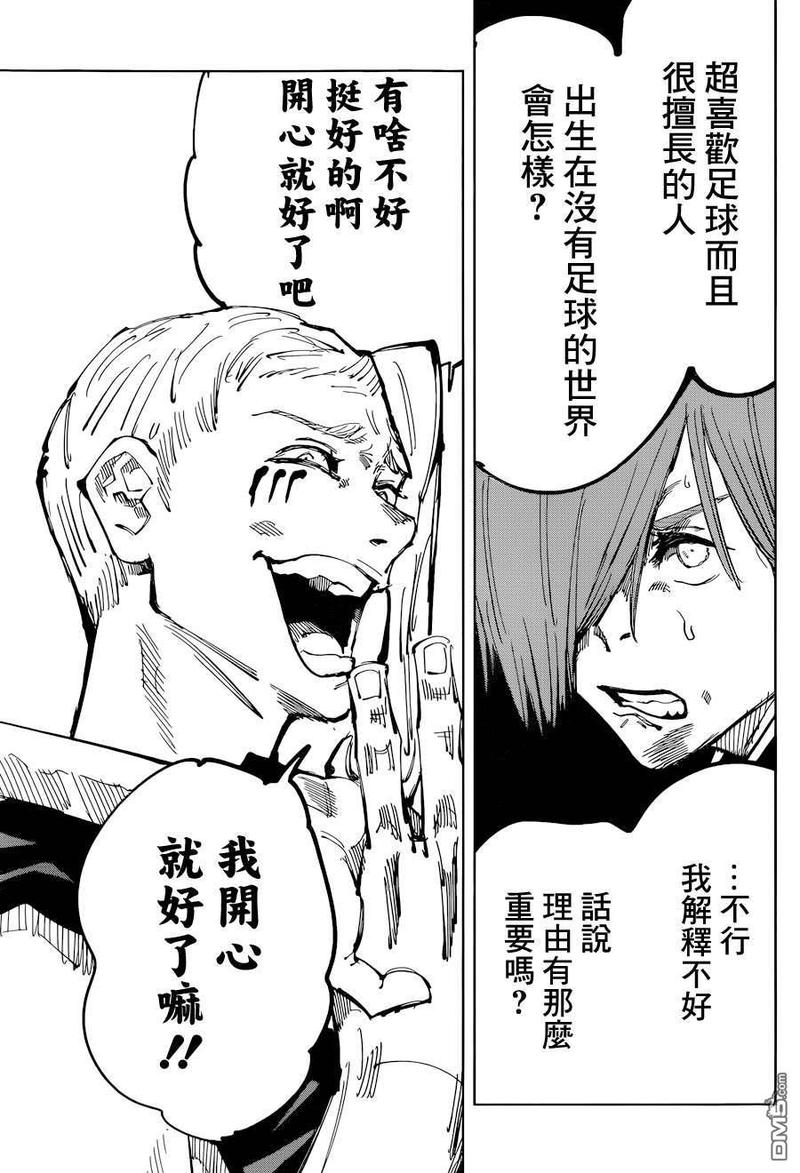 超喜歡足球而且
很擅長的人
出生在沒有足球的世界
會怎樣？
…不行
我解釋不好
話說
理由有那麼
重要嗎？
有啥不好
挺好的啊
開心就好了吧
我開心
就好了嘛!!
DM5.com